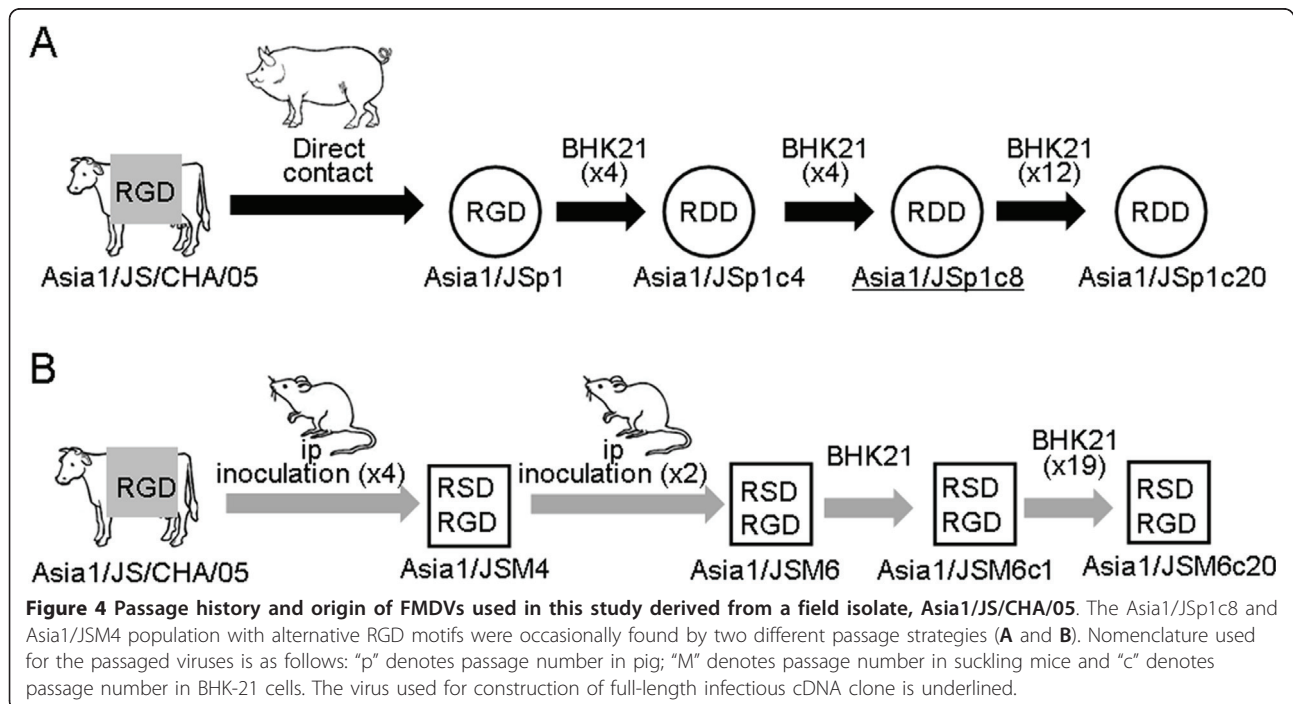 A
Direct
contact
BHK21
(x4)
BHK21
(x4)
BHK21
(x12)
RGD
RGD
RDD
RDD
RDD
Asia1/JS/CHA/05
Asia1/JSp1
Asia1/JSp1c4
Asia1/JSp1c8
Asia1/JSp1c20
B
ip
inoculation (x4)
ip
inoculation (x2)
BHK21
BHK21
(x19)
RGD
RSD
RGD
RSD
RGD
RSD
RGD
RSD
RGD
Asia1/JS/CHA/05
Asia1/JSM4
Asia1/JSM6
Asia1/JSM6c1
Asia1/JSM6c20
Figure 4 Passage history and origin of FMDVs used in this study derived from a field isolate, Asia1/JS/CHA/05. The Asia1/JSp1c8 and
Asia1/JSM4 population with alternative RGD motifs were occasionally found by two different passage strategies (A and B). Nomenclature used
for the passaged viruses is as follows: “p” denotes passage number in pig; “M” denotes passage number in suckling mice and “c” denotes
passage number in BHK-21 cells. The virus used for construction of full-length infectious cDNA clone is underlined.